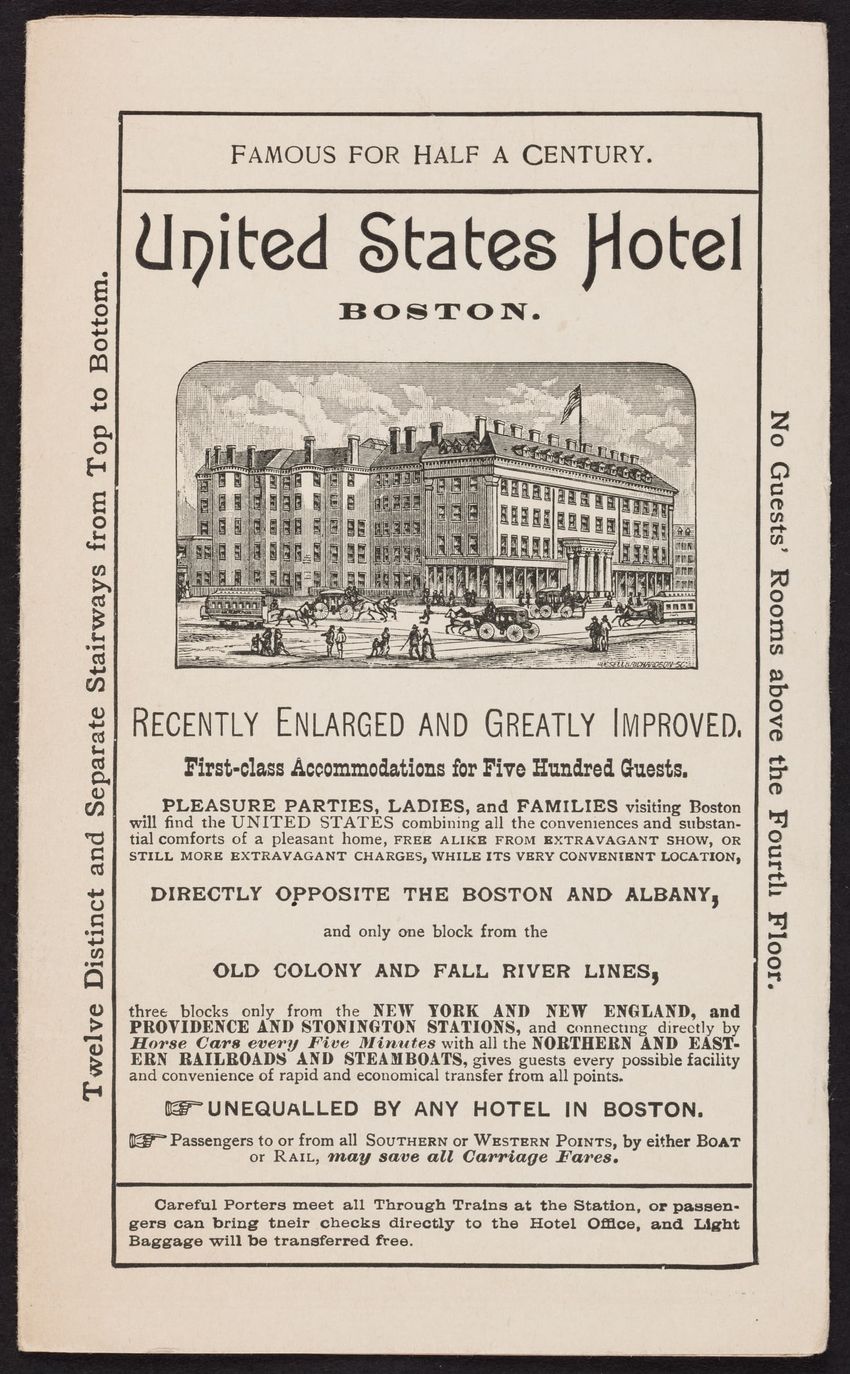 FAMOUS FOR HALF A CENTURY.
United States Hotel
BOSTON.
RUSSELL & RICHARDSON SC.
RECENTLY ENLARGED AND GREATLY IMPROVED.
First-class Accommodations for Five Hundred Guests.
PLEASURE PARTIES, LADIES, and FAMILIES visiting Boston
will find the UNITED STATES combining all the conveniences and substan-
tial comforts of a pleasant home, FREE ALIKE FROM EXTRAVAGANT SHOW, OR
STILL MORE EXTRAVAGANT CHARGES, WHILE ITS VERY CONVENIENT LOCATION,
DIRECTLY OPPOSITE THE BOSTON AND ALBANY,
and only one block from the
OLD COLONY AND FALL RIVER LINES,
three blocks only from the NEW YORK AND NEW ENGLAND, and
PROVIDENCE AND STONINGTON STATIONS, and connecting directly by
Horse Cars every Five Minutes with all the NORTHERN AND EAST-
ERN RAILROADS AND STEAMBOATS, gives guests every possible facility
and convenience of rapid and economical transfer from all points.
☞ UNEQUALLED BY ANY HOTEL IN BOSTON.
☞ Passengers to or from all SOUTHERN or WESTERN POINTS, by either BOAT
or RAIL, may save all Carriage Fares.
Careful Porters meet all Through Trains at the Station, or passen-
gers can bring tneir checks directly to the Hotel Office, and Light
Baggage will be transferred free.
Twelve Distinct and Separate Stairways from Top to Bottom.
No Guests' Rooms above the Fourth Floor.